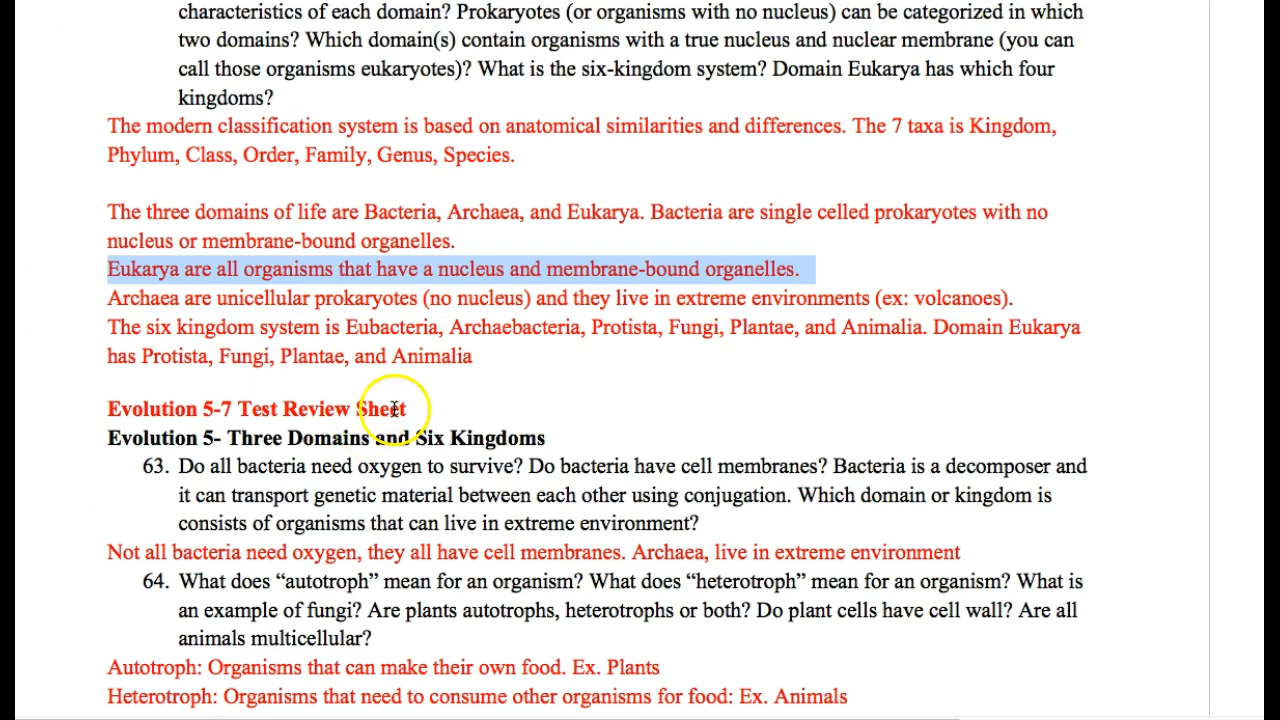 characteristics of each domain? Prokaryotes (or organisms with no nucleus) can be categorized in which
two domains? Which domain(s) contain organisms with a true nucleus and nuclear membrane (you can
call those organisms eukaryotes)? What is the six-kingdom system? Domain Eukarya has which four
kingdoms?
The modern classification system is based on anatomical similarities and differences. The 7 taxa is Kingdom,
Phylum, Class, Order, Family, Genus, Species.
The three domains of life are Bacteria, Archaea, and Eukarya. Bacteria are single celled prokaryotes with no
nucleus or membrane-bound organelles.
Eukarya are all organisms that have a nucleus and membrane-bound organelles.
Archaea are unicellular prokaryotes (no nucleus) and they live in extreme environments (ex: volcanoes).
The six kingdom system is Eubacteria, Archaebacteria, Protista, Fungi, Plantae, and Animalia. Domain Eukarya
has Protista, Fungi, Plantae, and Animalia
Evolution 5-7 Test Review Sheet
Evolution 5- Three Domains and Six Kingdoms
63. Do all bacteria need oxygen to survive? Do bacteria have cell membranes? Bacteria is a decomposer and
it can transport genetic material between each other using conjugation. Which domain or kingdom is
consists of organisms that can live in extreme environment?
Not all bacteria need oxygen, they all have cell membranes. Archaea, live in extreme environment
64. What does “autotroph” mean for an organism? What does “heterotroph” mean for an organism? What is
an example of fungi? Are plants autotrophs, heterotrophs or both? Do plant cells have cell wall? Are all
animals multicellular?
Autotroph: Organisms that can make their own food. Ex. Plants
Heterotroph: Organisms that need to consume other organisms for food: Ex. Animals